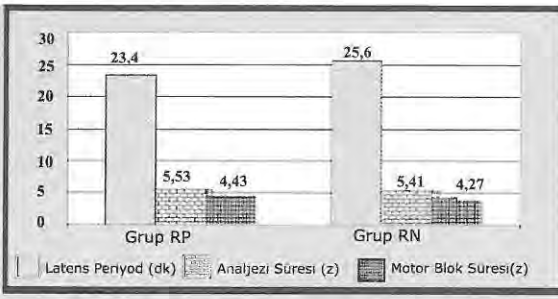 30
25
20
15
10
5
0
23,4
5,53
4,43
25,6
5,41
4,27
Grup RP
Grup RN
Latens Periyod (dk)
Analjezi Süresi (z)
Motor Blok Süresi(z)